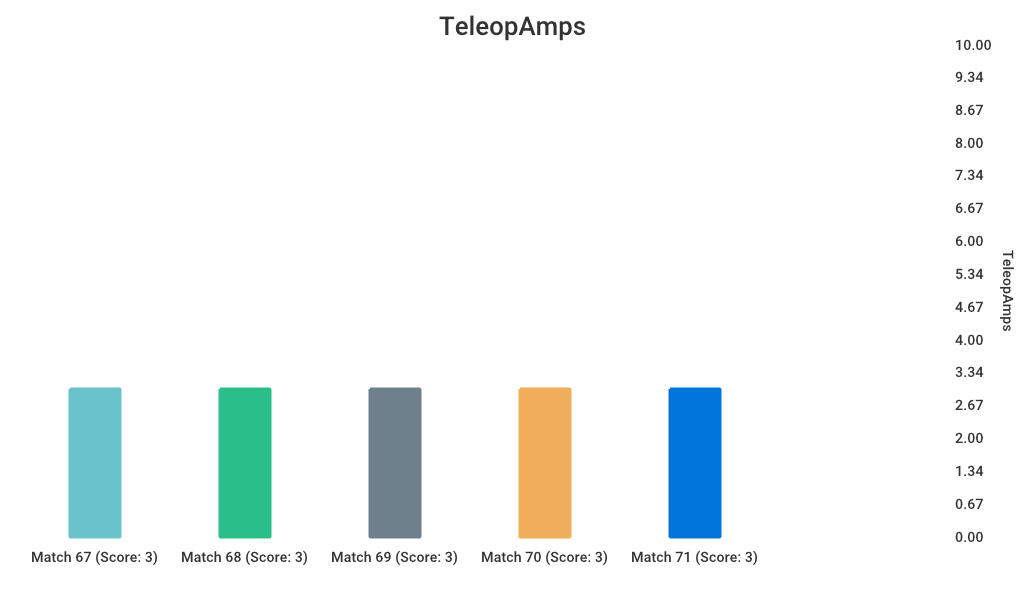 TeleopAmps
10.00
9.34
8.67
8.00
7.34
6.67
6.00
5.34
4.67
4.00
3.34
2.67
2.00
1.34
0.67
0.00
TeleopAmps
Match 67 (Score: 3)
Match 68 (Score: 3)
Match 69 (Score: 3)
Match 70 (Score: 3)
Match 71 (Score: 3)